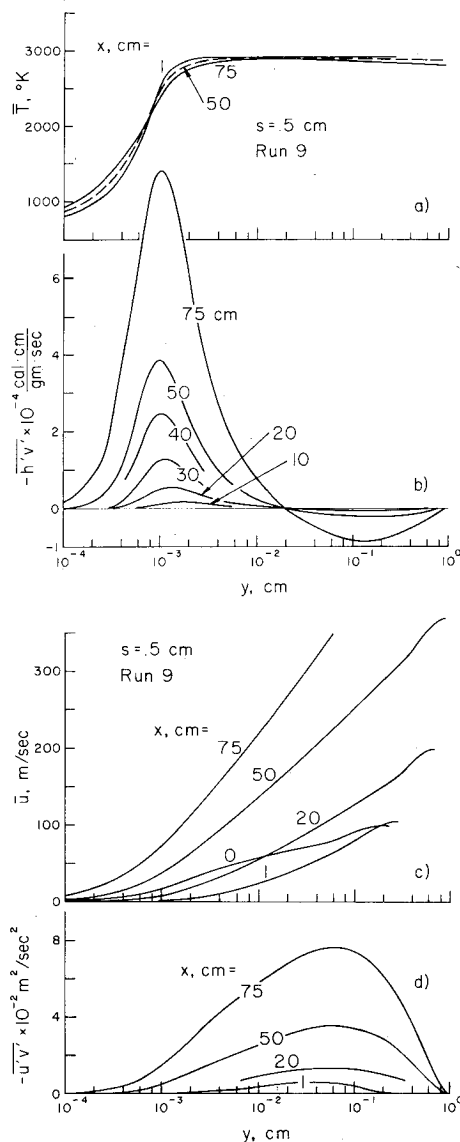 x, cm=
3000
75
50
T̅, °K
2000
s=.5 cm
Run 9
1000
a)
6
75 cm
4
50
-h'v' ×10⁻⁴ cal·cm / gm·sec
2
40
20
30
10
0
b)
-1
10⁻⁴ 10⁻³ 10⁻² 10⁻¹ 10⁰
y, cm
s=.5 cm
Run 9
300
x, cm=
75
u̅, m/sec
200
50
100
20
0
1
c)
0
8
x, cm=
d)
75
-u'v' ×10⁻² m²/sec²
4
50
20
1
0
10⁻⁴ 10⁻³ 10⁻² 10⁻¹ 10⁰
y, cm